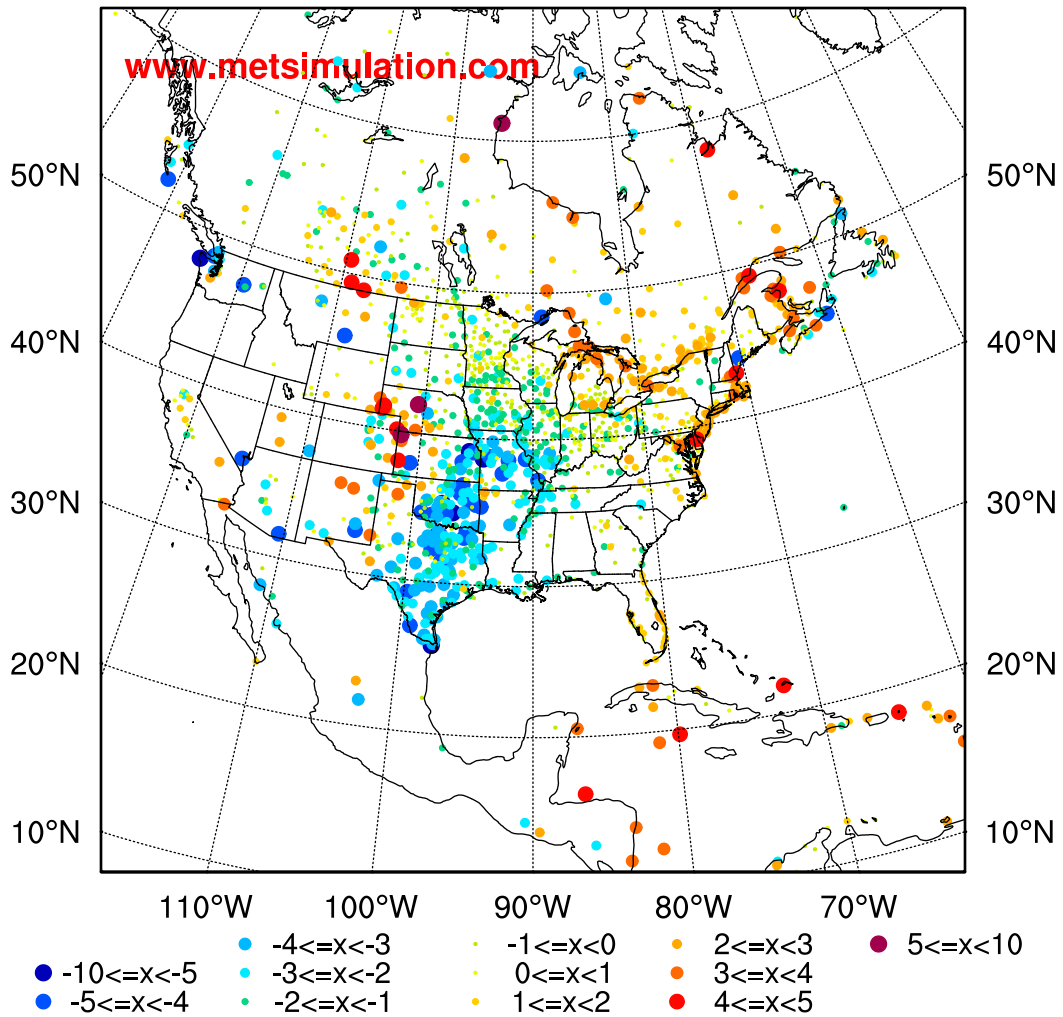 www.metsimulation.com
50°N 50°N
40°N 40°N
30°N 30°N
20°N 20°N
10°N 10°N
110°W 100°W 90°W 80°W 70°W
-4<=x<-3 -1<=x<0 2<=x<3 5<=x<10
-10<=x<-5 -3<=x<-2 0<=x<1 3<=x<4
-5<=x<-4 -2<=x<-1 1<=x<2 4<=x<5